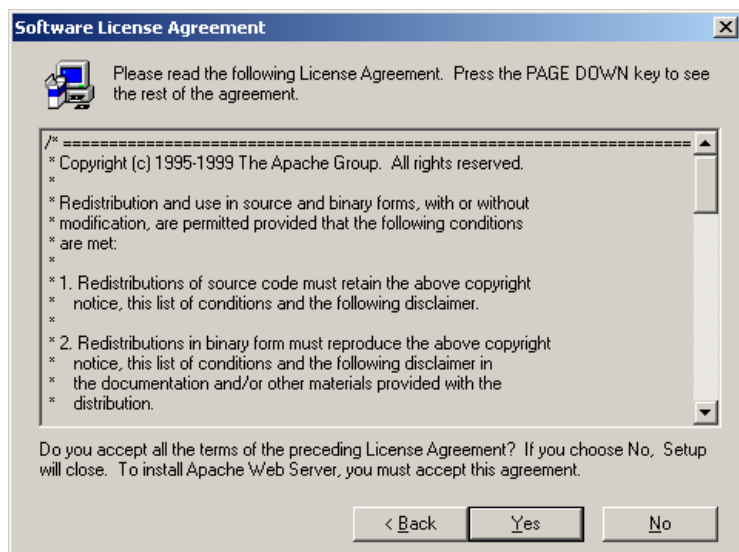 Software License Agreement
Please read the following License Agreement. Press the PAGE DOWN key to see
the rest of the agreement.
/* ====================================================================
* Copyright (c) 1995-1999 The Apache Group. All rights reserved.
*
* Redistribution and use in source and binary forms, with or without
* modification, are permitted provided that the following conditions
* are met:
*
* 1. Redistributions of source code must retain the above copyright
* notice, this list of conditions and the following disclaimer.
*
* 2. Redistributions in binary form must reproduce the above copyright
* notice, this list of conditions and the following disclaimer in
* the documentation and/or other materials provided with the
* distribution.
Do you accept all the terms of the preceding License Agreement? If you choose No, Setup
will close. To install Apache Web Server, you must accept this agreement.
< Back Yes No